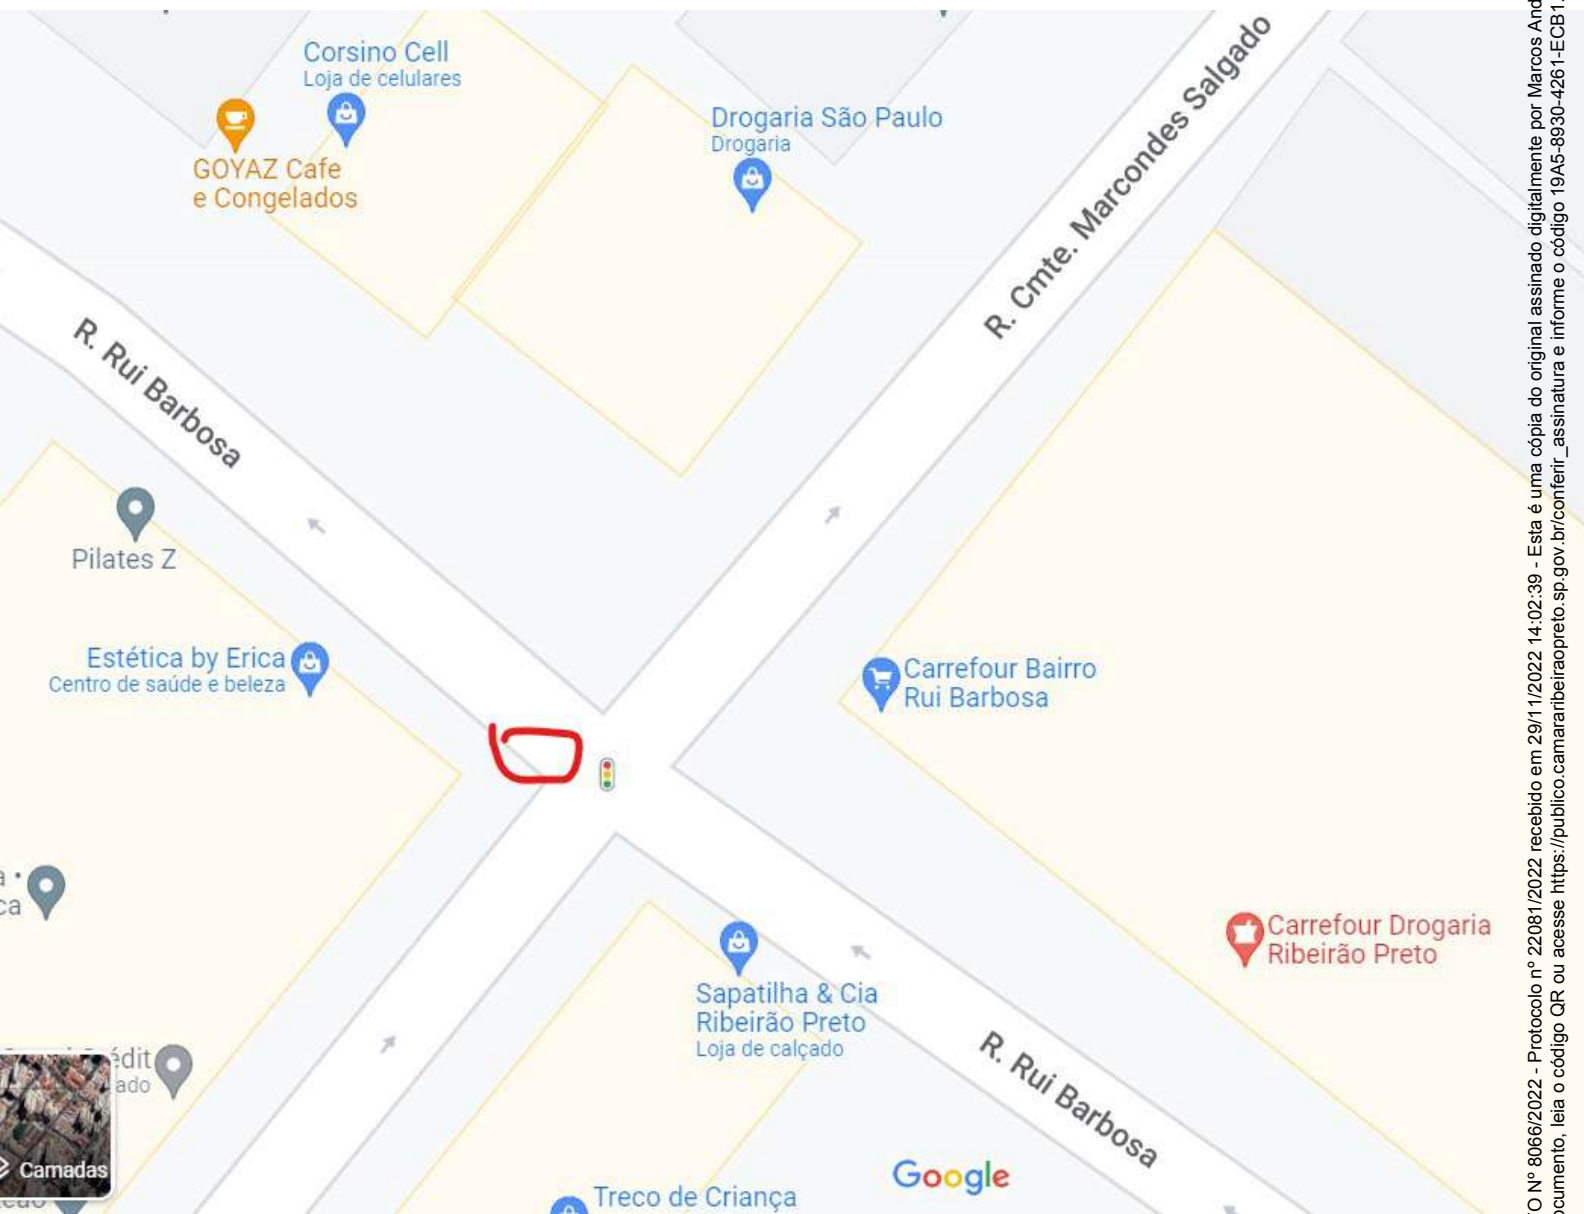 Corsino Cell
Loja de celulares
GOYAZ Cafe
e Congelados
Drogaria São Paulo
Drogaria
R. Cmte. Marcondes Salgado
R. Rui Barbosa
Pilates Z
Estética by Erica
Centro de saúde e beleza
Carrefour Bairro
Rui Barbosa
Carrefour Drogaria
Ribeirão Preto
Sapatilha & Cia
Ribeirão Preto
Loja de calçado
R. Rui Barbosa
Camadas
Google
Treco de Criança
Nº 8066/2022 - Protocolo nº 22081/2022 recebido em 29/11/2022 14:02:39 - Esta é uma cópia do original assinado digitalmente por Marcos
leia o código QR ou acesse https://publico.camararibeiraopreto.sp.gov.br/conferir_assinatura e informe o código 19A5-8930-4261-ECB1.